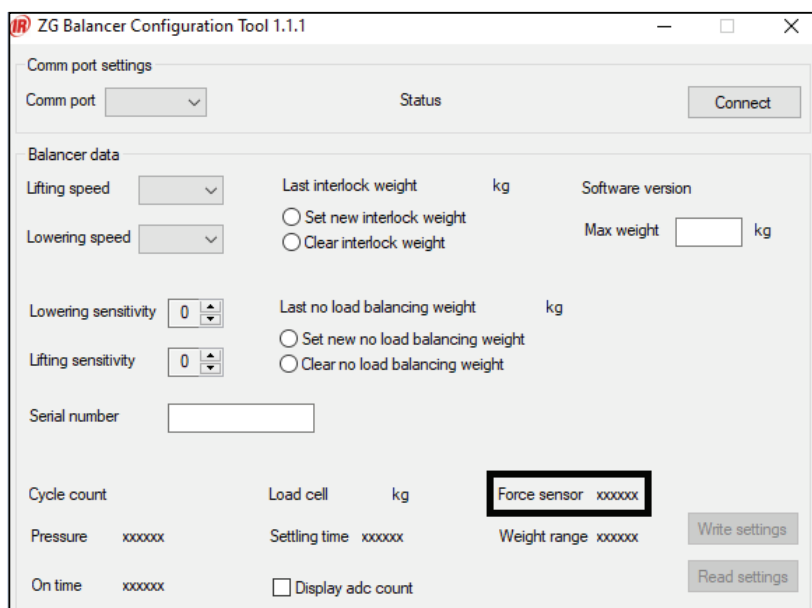 IR ZG Balancer Configuration Tool 1.1.1
Comm port settings
Comm port Status Connect
Balancer data
Lifting speed Last interlock weight kg Software version
Set new interlock weight
Lowering speed Clear interlock weight Max weight kg
Lowering sensitivity 0 Last no load balancing weight kg
Set new no load balancing weight
Lifting sensitivity 0 Clear no load balancing weight
Serial number
Cycle count Load cell kg Force sensor xxxxxx
Pressure xxxxxx Settling time xxxxxx Weight range xxxxxx Write settings
On time xxxxxx Display adc count Read settings